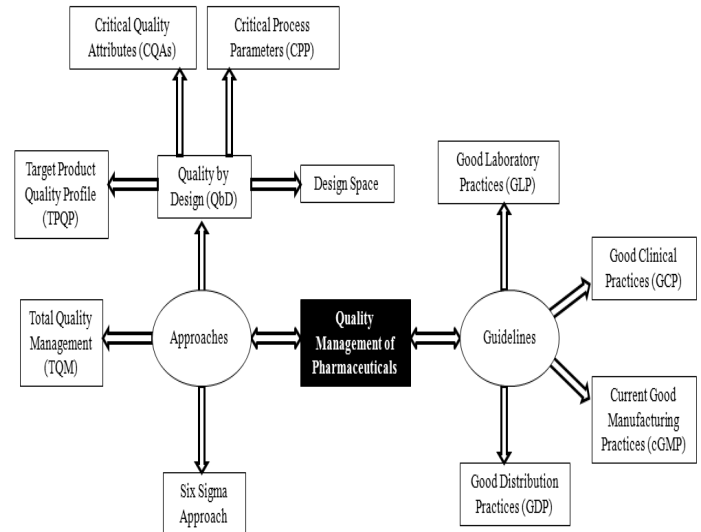 Critical Quality
Attributes (CQAs)
Critical Process
Parameters (CPP)
Target Product
Quality Profile
(TPQP)
Quality by
Design (QbD)
Design Space
Good Laboratory
Practices (GLP)
Good Clinical
Practices (GCP)
Total Quality
Management
(TQM)
Approaches
Quality
Management of
Pharmaceuticals
Guidelines
Current Good
Manufacturing
Practices (cGMP)
Six Sigma
Approach
Good Distribution
Practices (GDP)